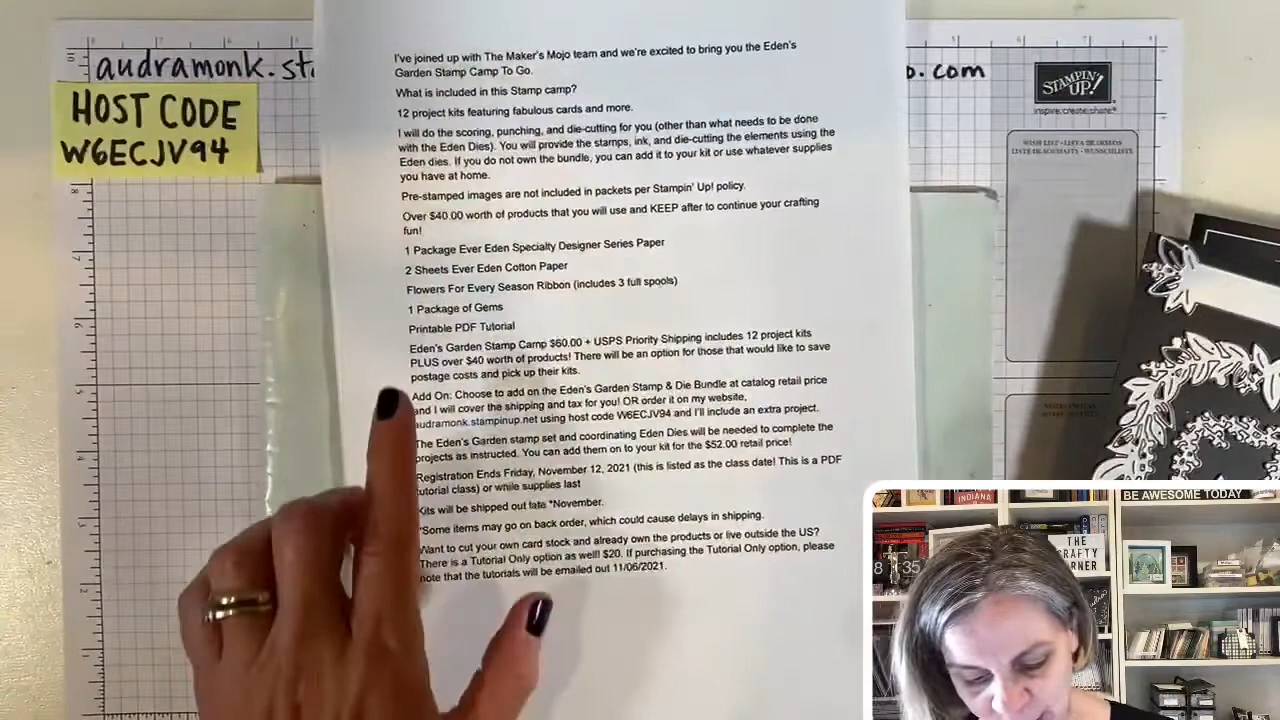 audramonk.sta
p.com
HOST CODE
W6ECJV94
I've joined up with The Maker's Mojo team and we're excited to bring you the Eden's
Garden Stamp Camp To Go.
What is included in this Stamp camp?
12 project kits featuring fabulous cards and more.
I will do the scoring, punching, and die-cutting for you (other than what needs to be done
with the Eden Dies). You will provide the stamps, ink, and die-cutting the elements using the
Eden dies. If you do not own the bundle, you can add it to your kit or use whatever supplies
you have at home.
Pre-stamped images are not included in packets per Stampin' Up! policy.
Over $40.00 worth of products that you will use and KEEP after to continue your crafting
fun!
1 Package Ever Eden Specialty Designer Series Paper
2 Sheets Ever Eden Cotton Paper
Flowers For Every Season Ribbon (includes 3 full spools)
1 Package of Gems
Printable PDF Tutorial
Eden's Garden Stamp Camp $60.00 + USPS Priority Shipping includes 12 project kits
PLUS over $40 worth of products! There will be an option for those that would like to save
postage costs and pick up their kits.
Add On: Choose to add on the Eden's Garden Stamp & Die Bundle at catalog retail price
and I will cover the shipping and tax for you! OR order it on my website,
audramonk.stampinup.net using host code W6ECJV94 and I'll include an extra project.
The Eden's Garden stamp set and coordinating Eden Dies will be needed to complete the
projects as instructed. You can add them on to your kit for the $52.00 retail price!
Registration Ends Friday, November 12, 2021 (this is listed as the class date! This is a PDF
tutorial class) or while supplies last
Kits will be shipped out late *November.
*Some items may go on back order, which could cause delays in shipping.
Want to cut your own card stock and already own the products or live outside the US?
There is a Tutorial Only option as well! $20. If purchasing the Tutorial Only option, please
note that the tutorials will be emailed out 11/06/2021.
STAMPIN' UP!
inspire.create.share
WISH LIST • LISTA DE DESEOS
LISTE DE SOUHAITS • WUNSCHLISTE
INDIANA
BE AWESOME TODAY
THE
CRAFTY
CORNER
8
35